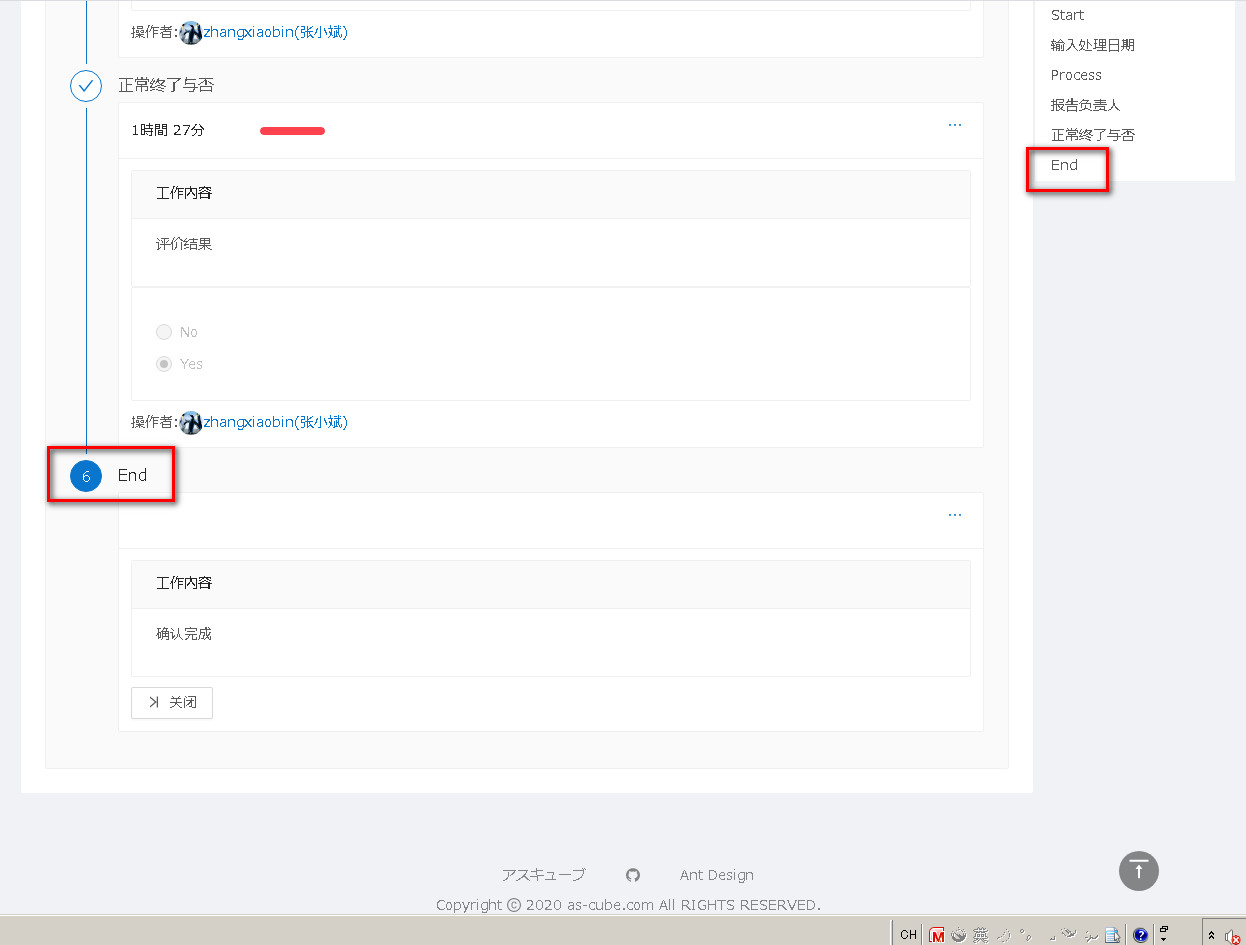 操作者:zhangxiaobin(张小斌)
正常终了与否
1時間 27分
...
工作内容
评价结果
No
Yes
操作者:zhangxiaobin(张小斌)
6 End
...
工作内容
确认完成
关闭
Start
输入处理日期
Process
报告负责人
正常终了与否
End
アスキューブ
Ant Design
Copyright © 2020 as-cube.com All RIGHTS RESERVED.
CH
M
英
?